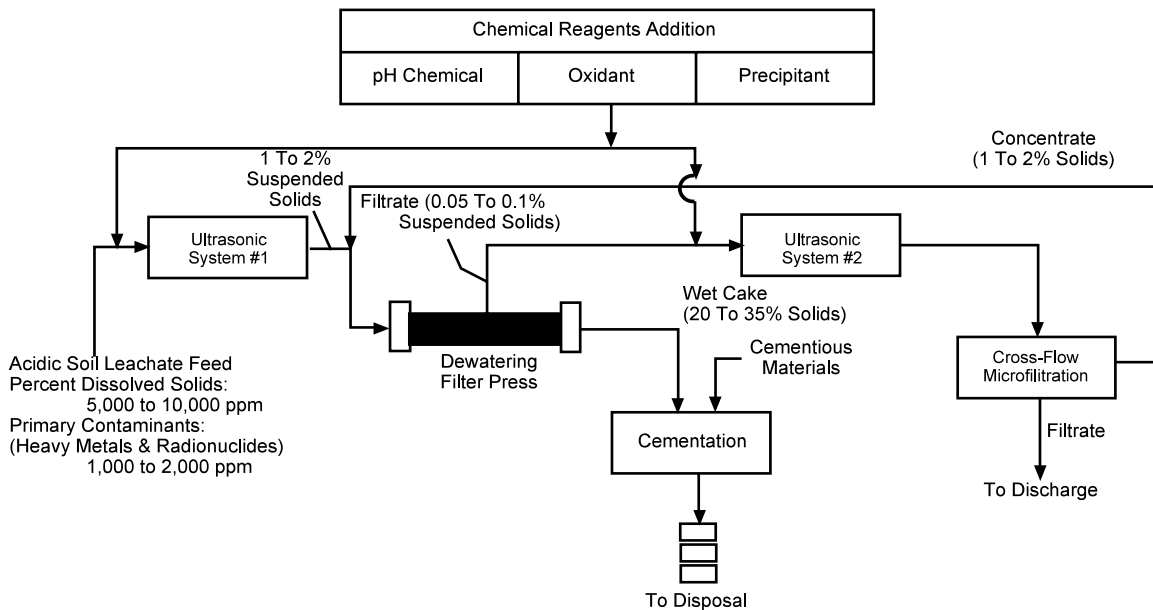 Chemical Reagents Addition
pH Chemical
Oxidant
Precipitant
Concentrate
(1 To 2% Solids)
1 To 2%
Suspended
Solids
Filtrate (0.05 To 0.1%
Suspended Solids)
Ultrasonic
System #1
Ultrasonic
System #2
Wet Cake
(20 To 35% Solids)
Acidic Soil Leachate Feed
Percent Dissolved Solids:
5,000 to 10,000 ppm
Primary Contaminants:
(Heavy Metals & Radionuclides)
1,000 to 2,000 ppm
Dewatering
Filter Press
Cementious
Materials
Cross-Flow
Microfilitration
Cementation
Filtrate
To Discharge
To Disposal